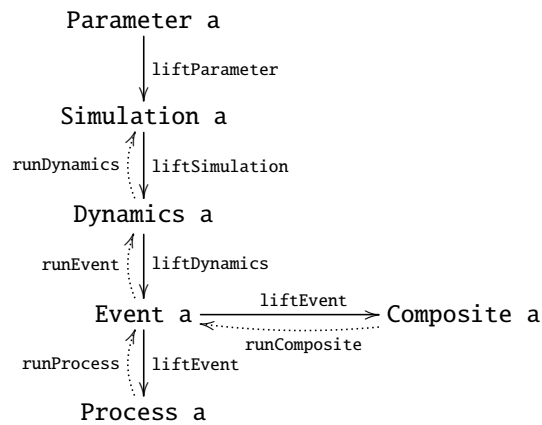 Parameter a
liftParameter
Simulation a
runDynamics liftSimulation
Dynamics a
runEvent liftDynamics
liftEvent
Event a Composite a
runComposite
runProcess liftEvent
Process a